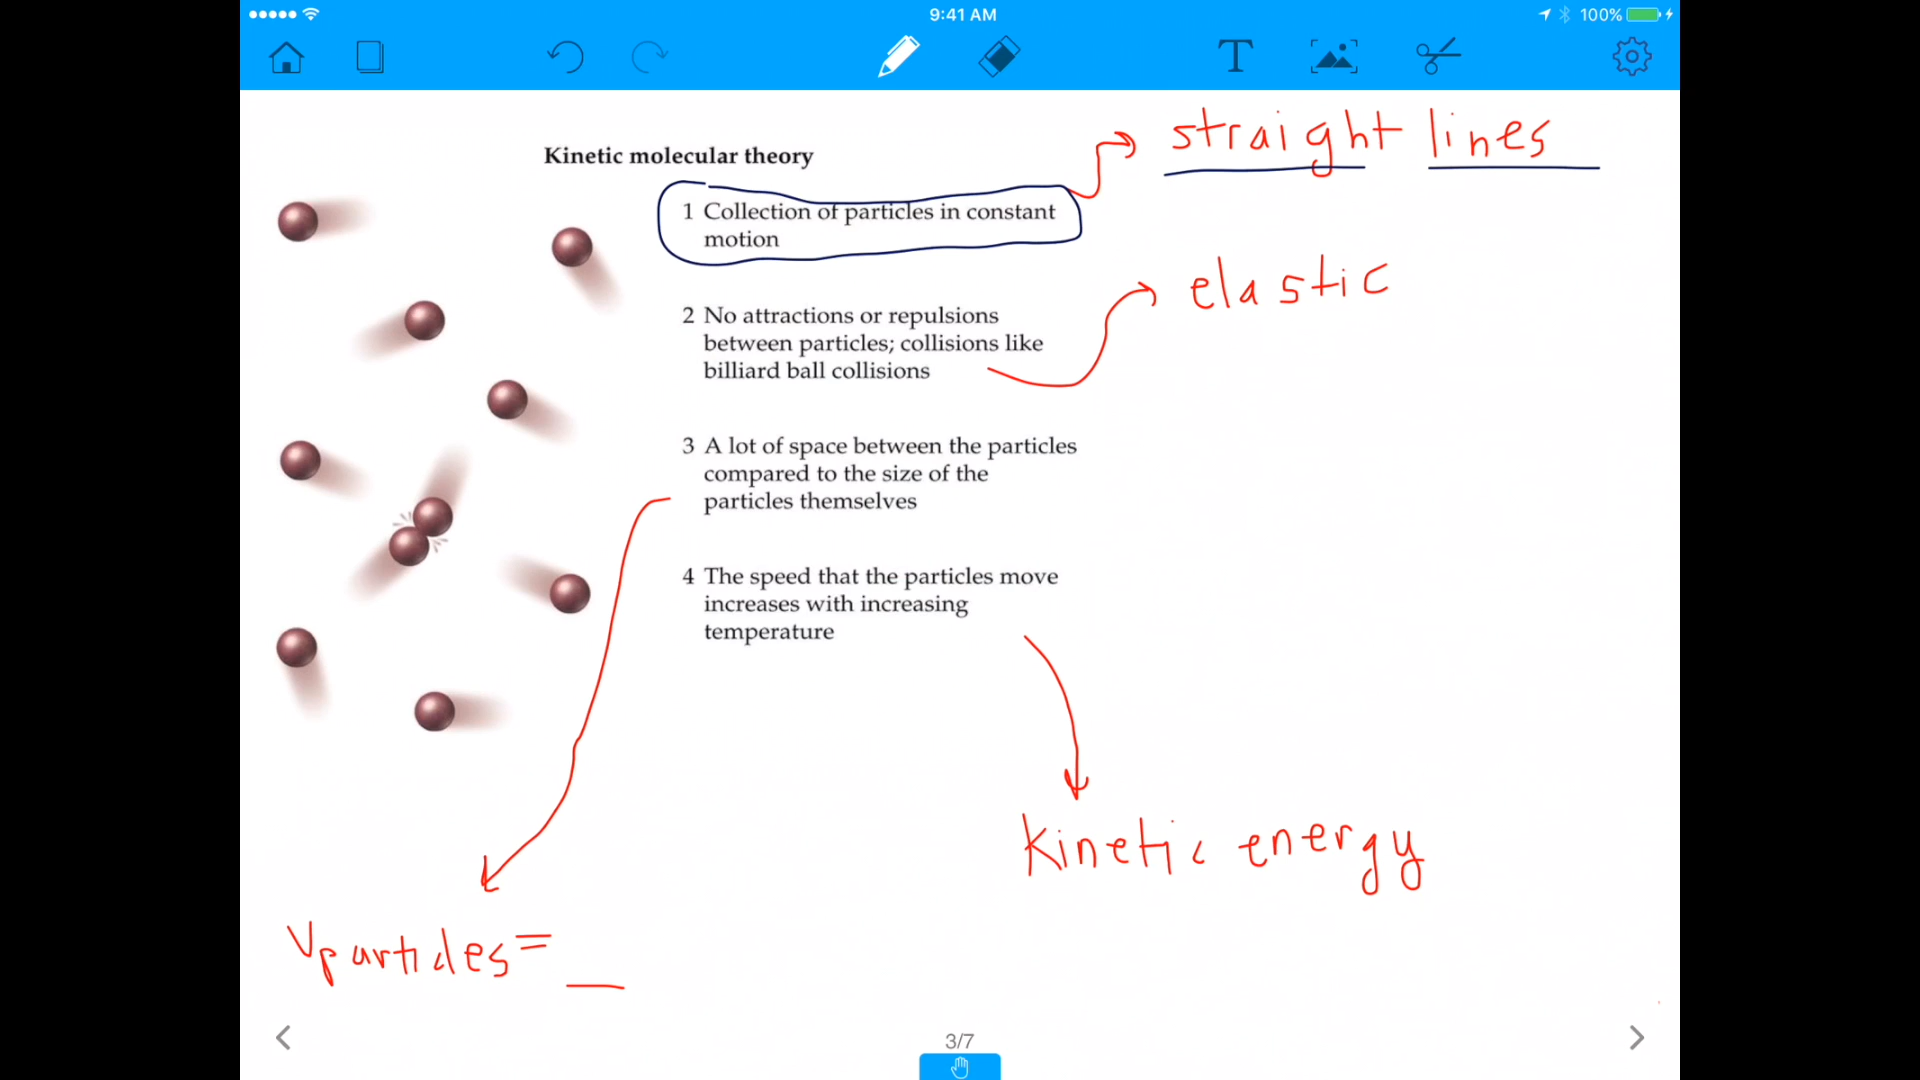 9:41 AM
100%
T
straight lines
Kinetic molecular theory
1 Collection of particles in constant
motion
elastic
2 No attractions or repulsions
between particles; collisions like
billiard ball collisions
3 A lot of space between the particles
compared to the size of the
particles themselves
4 The speed that the particles move
increases with increasing
temperature
kinetic energy
Vparticles = __
3/7